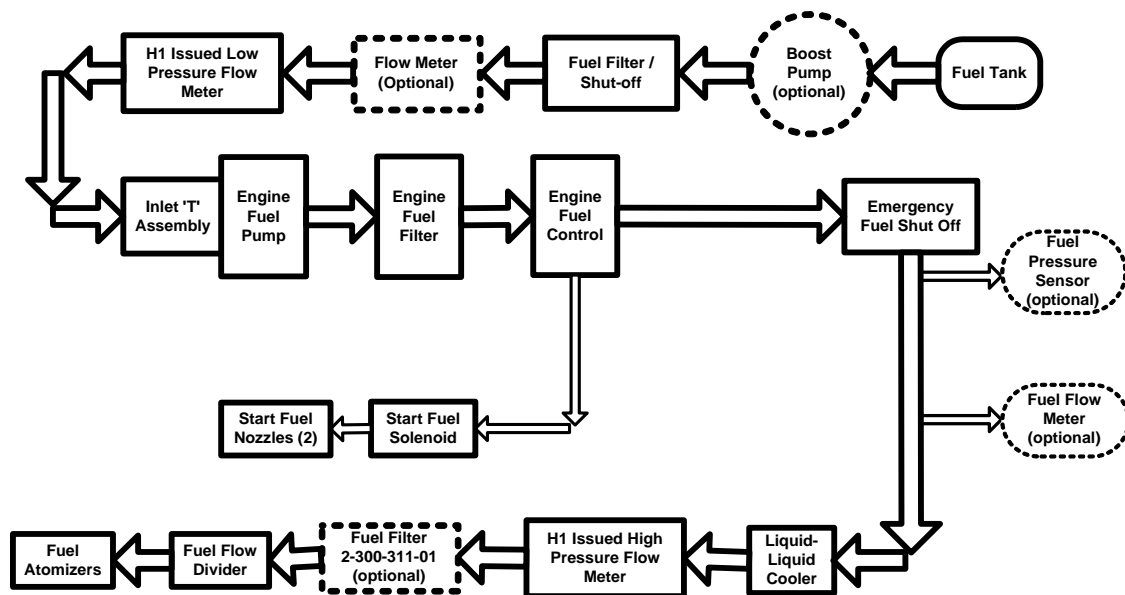 H1 Issued Low
Pressure Flow
Meter
Flow Meter
(Optional)
Fuel Filter /
Shut-off
Boost
Pump
(optional)
Fuel Tank
Inlet 'T'
Assembly
Engine
Fuel
Pump
Engine
Fuel
Filter
Engine
Fuel
Control
Emergency
Fuel Shut Off
Fuel
Pressure
Sensor
(optional)
Start Fuel
Nozzles (2)
Start Fuel
Solenoid
Fuel Flow
Meter
(optional)
Fuel
Atomizers
Fuel Flow
Divider
Fuel Filter
2-300-311-01
(optional)
H1 Issued High
Pressure Flow
Meter
Liquid-
Liquid
Cooler